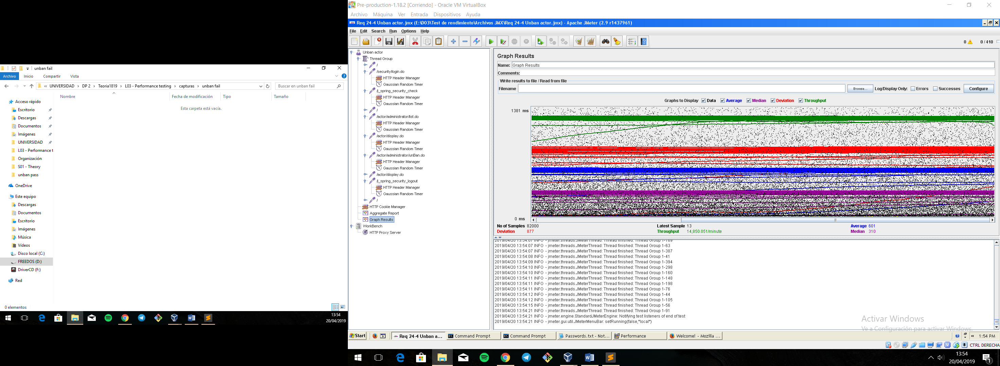 unban fail
Archivo Inicio Compartir Vista
« UNIVERSIDAD > DP 2 > Teoria1819 > L03 - Performance testing > capturas > unban fail
Buscar en unban fail
Nombre Fecha de modificación Tipo Tamaño
Esta carpeta está vacía.
Acceso rápido
Escritorio
Descargas
Documentos
Imágenes
UNIVERSIDAD
L03 - Performance t
Organización
S01 - Theory
unban pass
OneDrive
Este equipo
Descargas
Documentos
Escritorio
Imágenes
Música
Vídeos
Disco local (C:)
FREEDOS (D:)
DriverCD (F:)
Red
0 elementos
13:54
20/04/2019
Pre-production-1.18.2 [Corriendo] - Oracle VM VirtualBox
Archivo Máquina Ver Entrada Dispositivos Ayuda
Req 24-4 Unban actor.jmx (E:\D03\Test de rendimiento\Archivos JMX\Req 24-4 Unban actor.jmx) - Apache JMeter (2.9 r1437961)
File Edit Search Run Options Help
0 0 / 410
Unban actor
Thread Group
/
/security/login.do
HTTP Header Manager
Gaussian Random Timer
/j_spring_security_check
HTTP Header Manager
Gaussian Random Timer
/
/actor/administrator/list.do
HTTP Header Manager
Gaussian Random Timer
/actor/display.do
HTTP Header Manager
Gaussian Random Timer
/actor/administrator/unBan.do
HTTP Header Manager
Gaussian Random Timer
/actor/display.do
/j_spring_security_logout
HTTP Header Manager
Gaussian Random Timer
/
HTTP Cookie Manager
Aggregate Report
Graph Results
WorkBench
HTTP Proxy Server
Graph Results
Name: Graph Results
Comments:
Write results to file / Read from file
Filename Browse... Log/Display Only: Errors Successes Configure
Graphs to Display Data Average Median Deviation Throughput
1381 ms
0 ms
No of Samples 82000 Latest Sample 13 Average 601
Deviation 877 Throughput 14,850.051/minute Median 310
2019/04/20 13:54:07 INFO - jmeter.threads.JMeterThread: Thread finished: Thread Group 1-169
2019/04/20 13:54:07 INFO - jmeter.threads.JMeterThread: Thread finished: Thread Group 1-63
2019/04/20 13:54:07 INFO - jmeter.threads.JMeterThread: Thread finished: Thread Group 1-387
2019/04/20 13:54:08 INFO - jmeter.threads.JMeterThread: Thread finished: Thread Group 1-41
2019/04/20 13:54:09 INFO - jmeter.threads.JMeterThread: Thread finished: Thread Group 1-394
2019/04/20 13:54:10 INFO - jmeter.threads.JMeterThread: Thread finished: Thread Group 1-298
2019/04/20 13:54:10 INFO - jmeter.threads.JMeterThread: Thread finished: Thread Group 1-160
2019/04/20 13:54:11 INFO - jmeter.threads.JMeterThread: Thread finished: Thread Group 1-148
2019/04/20 13:54:11 INFO - jmeter.threads.JMeterThread: Thread finished: Thread Group 1-198
2019/04/20 13:54:11 INFO - jmeter.threads.JMeterThread: Thread finished: Thread Group 1-76
2019/04/20 13:54:12 INFO - jmeter.threads.JMeterThread: Thread finished: Thread Group 1-44
2019/04/20 13:54:12 INFO - jmeter.threads.JMeterThread: Thread finished: Thread Group 1-105
2019/04/20 13:54:15 INFO - jmeter.threads.JMeterThread: Thread finished: Thread Group 1-56
2019/04/20 13:54:21 INFO - jmeter.threads.JMeterThread: Thread finished: Thread Group 1-91
2019/04/20 13:54:21 INFO - jmeter.engine.StandardJMeterEngine: Notifying test listeners of end of test
2019/04/20 13:54:21 INFO - jmeter.gui.util.JMeterMenuBar: setRunning(false,*local*)
Activar Windows
Ve a Configuración para activar Windows.
Start Req 24-4 Unban a... Command Prompt Command Prompt Passwords.txt - Not... Performance Welcome! - Mozilla ... 1:54 PM
CTRL DERECHA
13:54
20/04/2019
1